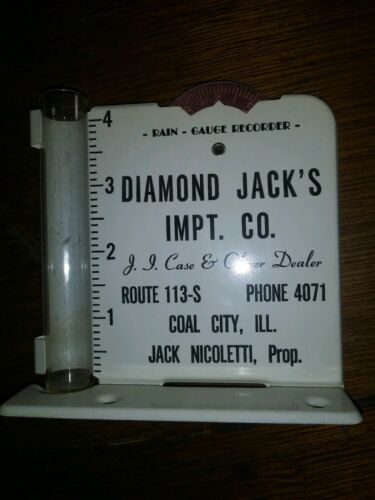 4
- RAIN - GAUGE RECORDER -
3
DIAMOND JACK'S
IMPT. CO.
2
J. I. Case & Oliver Dealer
ROUTE 113-S PHONE 4071
1
COAL CITY, ILL.
JACK NICOLETTI, Prop.